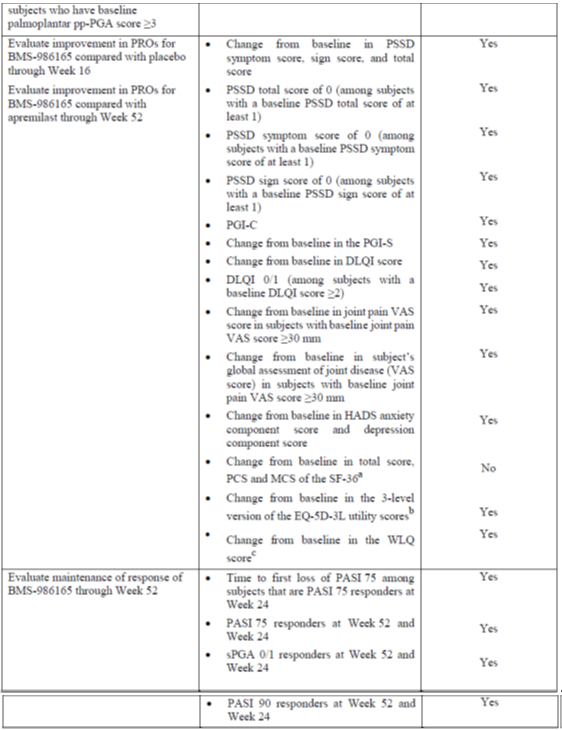 subjects who have baseline
palmoplantar pp-PGA score ≥3
Evaluate improvement in PROs for
BMS-986165 compared with placebo
through Week 16
Evaluate improvement in PROs for
BMS-986165 compared with
apremilast through Week 52
• Change from baseline in PSSD
symptom score, sign score, and total
score
Yes
• PSSD total score of 0 (among subjects
with a baseline PSSD total score of at
least 1)
Yes
• PSSD symptom score of 0 (among
subjects with a baseline PSSD symptom
score of at least 1)
Yes
• PSSD sign score of 0 (among subjects
with a baseline PSSD sign score of at
least 1)
Yes
• PGI-C
Yes
• Change from baseline in the PGI-S
Yes
• Change from baseline in DLQI score
Yes
• DLQI 0/1 (among subjects with a
baseline DLQI score ≥2)
Yes
• Change from baseline in joint pain VAS
score in subjects with baseline joint pain
VAS score ≥30 mm
Yes
• Change from baseline in subject's
global assessment of joint disease (VAS
score) in subjects with baseline joint
pain VAS score ≥30 mm
Yes
• Change from baseline in HADS anxiety
component score and depression
component score
Yes
• Change from baseline in total score,
PCS and MCS of the SF-36a
No
• Change from baseline in the 3-level
version of the EQ-5D-3L utility scoresb
Yes
• Change from baseline in the WLQ
scorec
Yes
Evaluate maintenance of response of
BMS-986165 through Week 52
• Time to first loss of PASI 75 among
subjects that are PASI 75 responders at
Week 24
Yes
• PASI 75 responders at Week 52 and
Week 24
Yes
• sPGA 0/1 responders at Week 52 and
Week 24
Yes
• PASI 90 responders at Week 52 and
Week 24
Yes